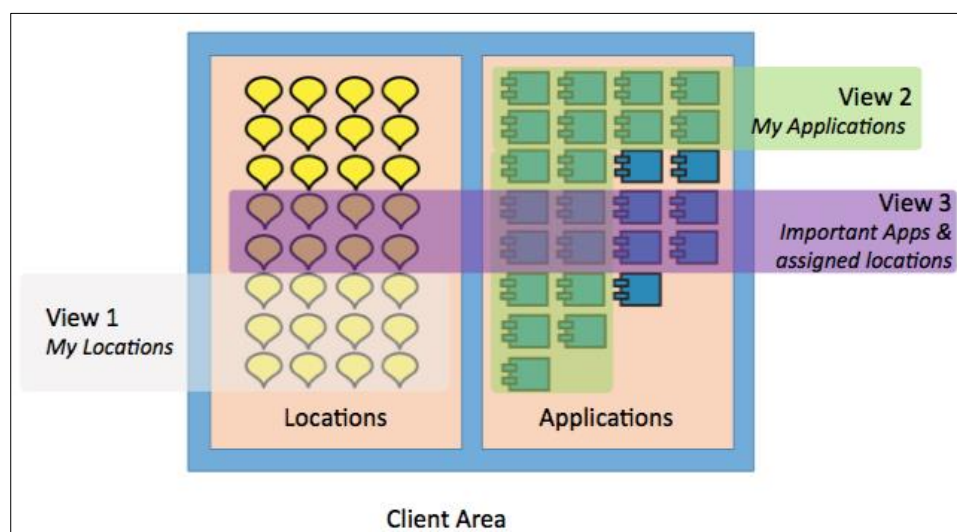 View 2
My Applications
View 3
Important Apps &
assigned locations
View 1
My Locations
Locations
Applications
Client Area